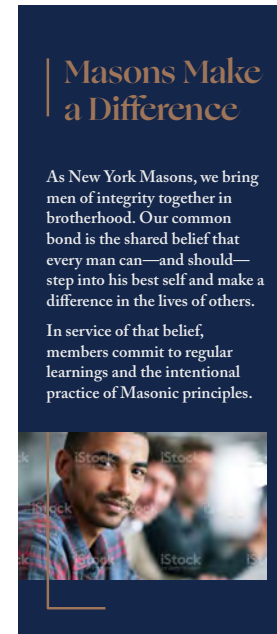 Masons Make
a Difference
As New York Masons, we bring
men of integrity together in
brotherhood. Our common
bond is the shared belief that
every man can—and should—
step into his best self and make a
difference in the lives of others.
In service of that belief,
members commit to regular
learnings and the intentional
practice of Masonic principles.
iStock
iStock
iStock
iStock